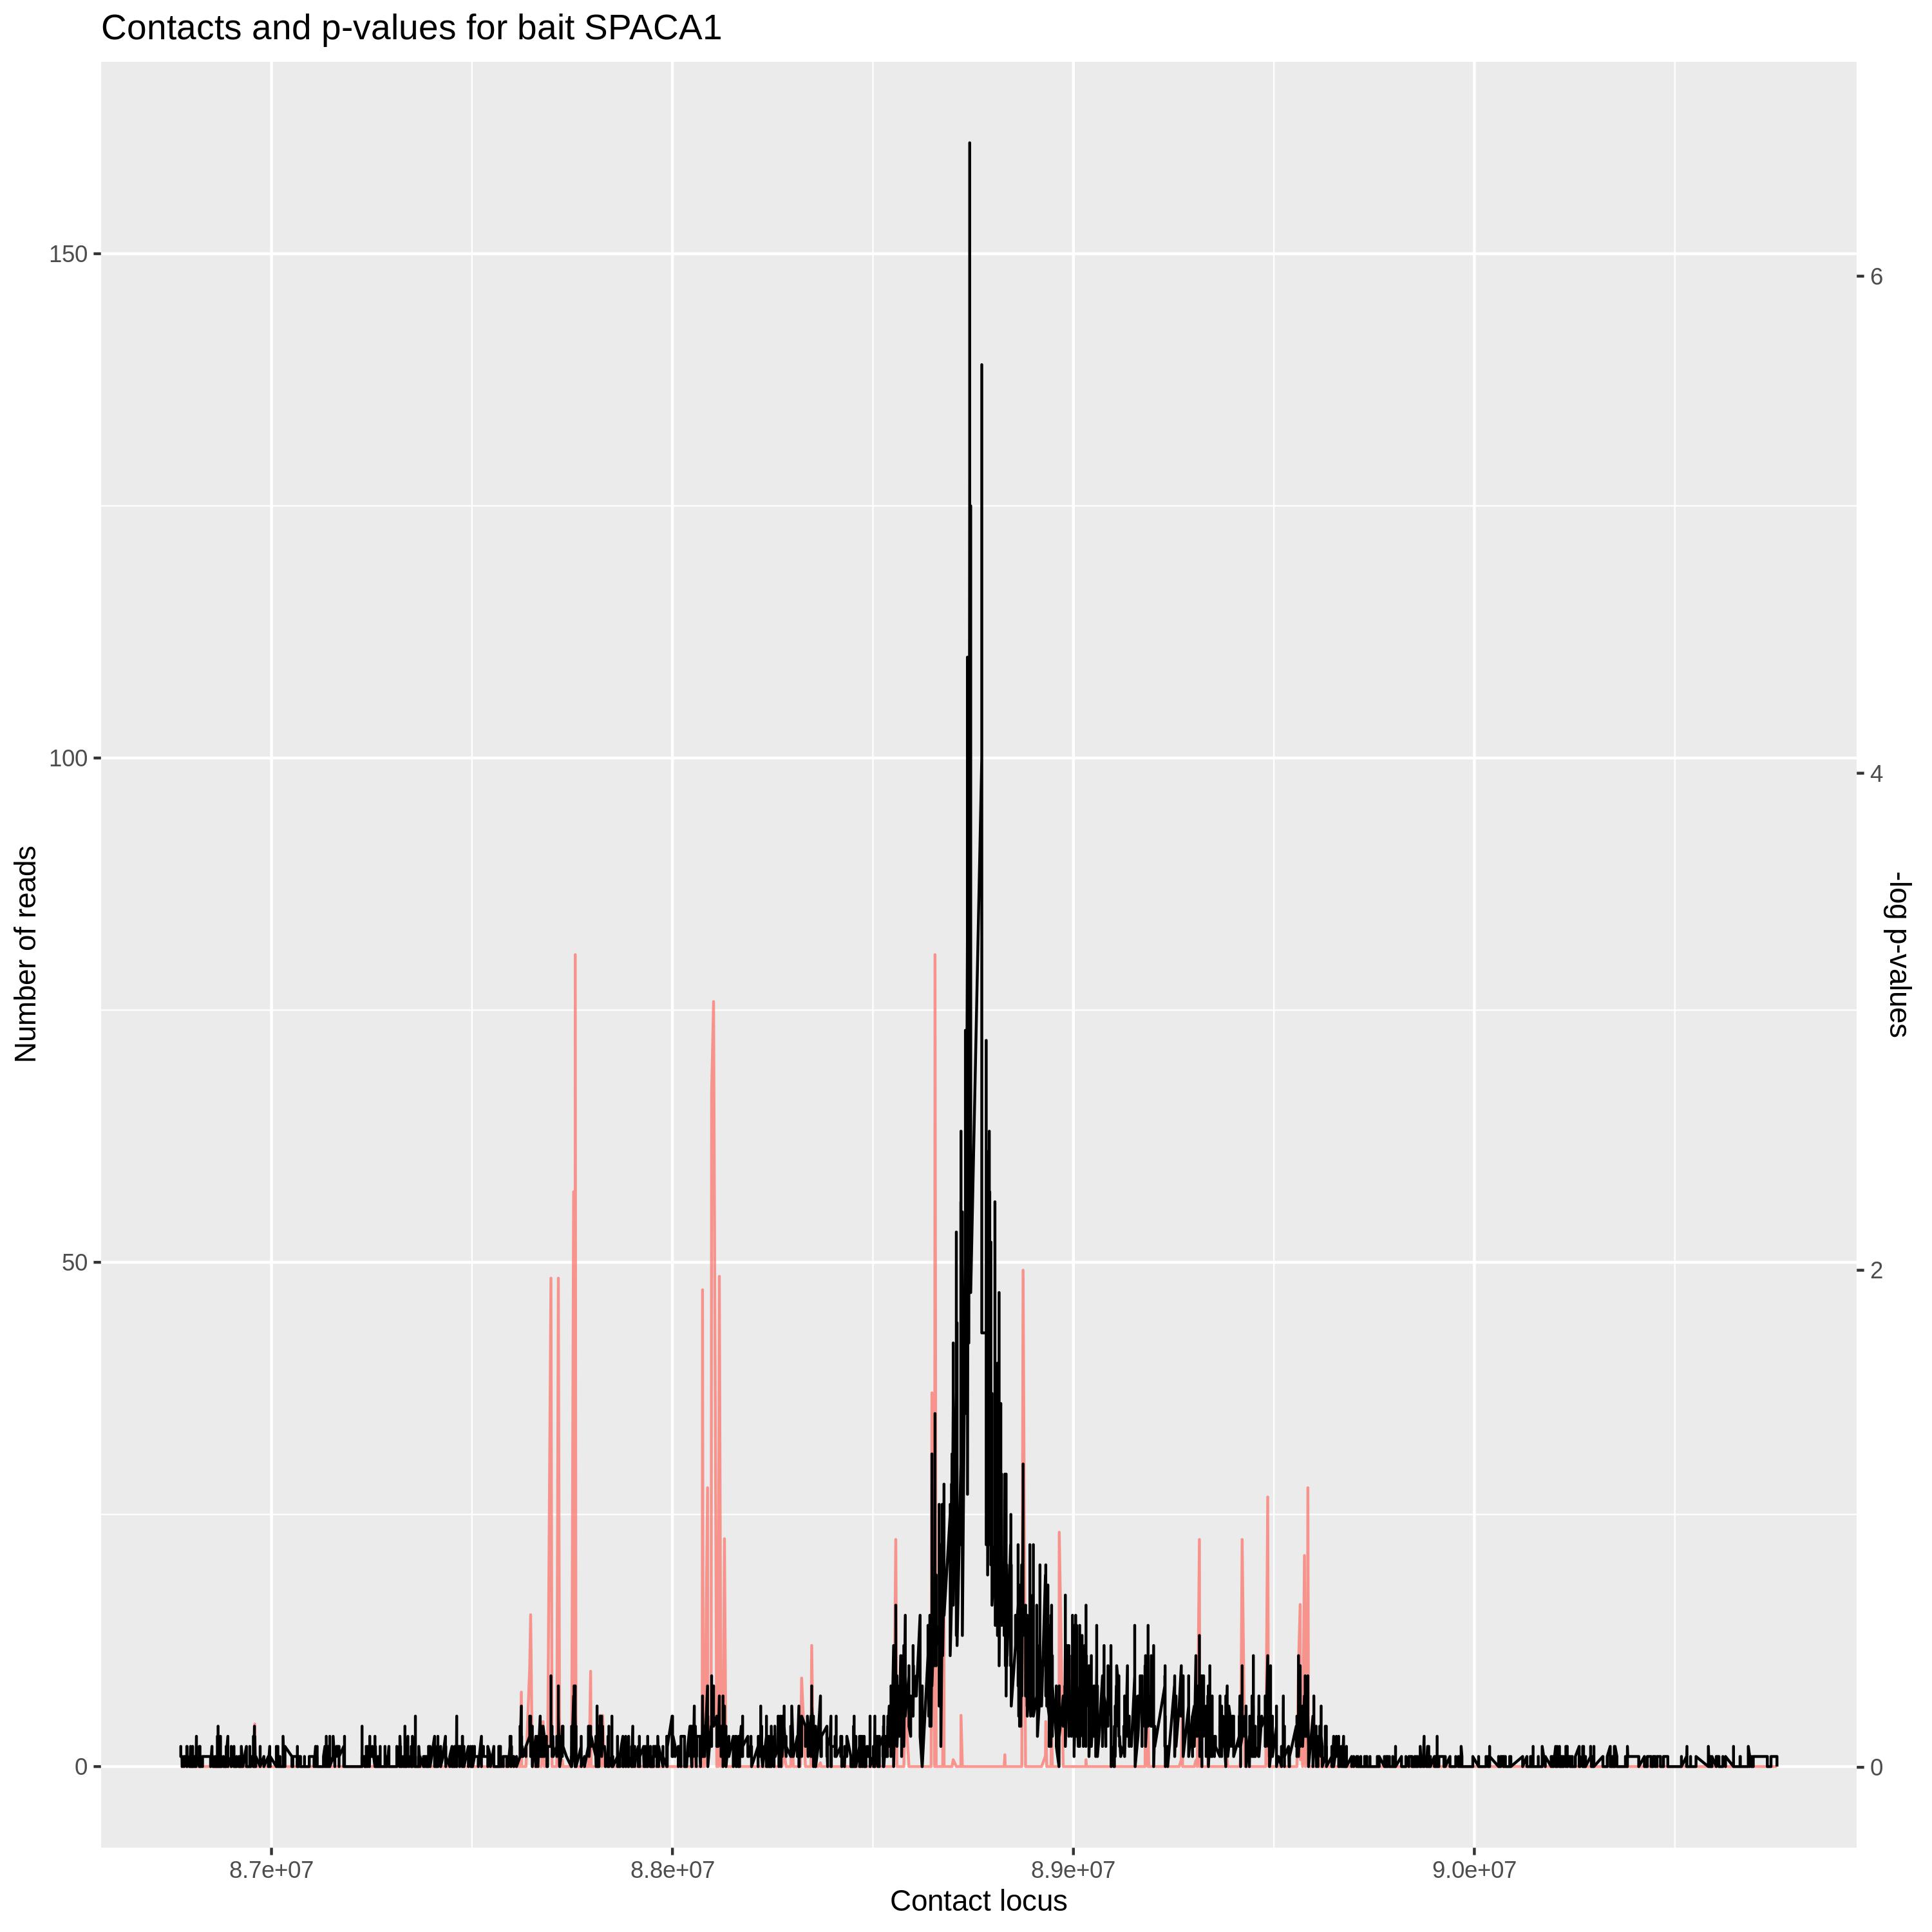 Contacts and p-values for bait SPACA1
Number of reads
150
100
50
0
6
4
2
0
-log p-values
8.7e+07 8.8e+07 8.9e+07 9.0e+07
Contact locus